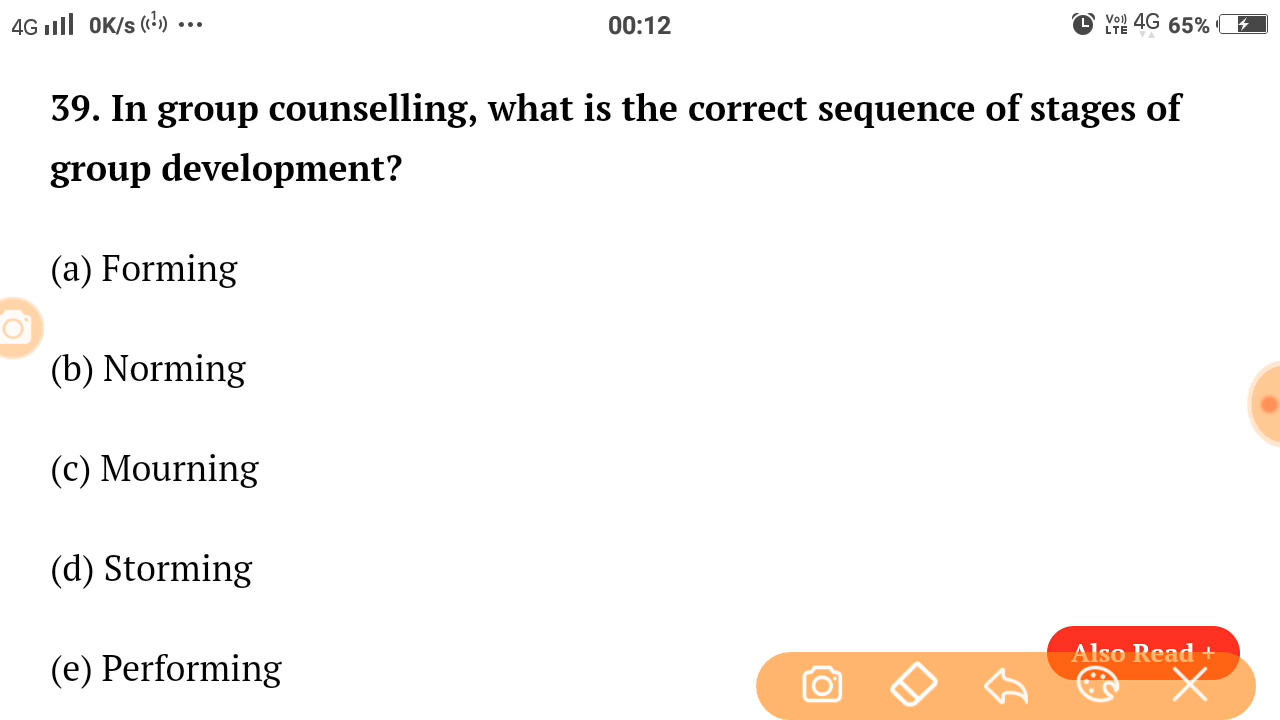 4G 0K/s 1 ... 00:12 Vo)) LTE 4G 65%
39. In group counselling, what is the correct sequence of stages of
group development?
(a) Forming
(b) Norming
(c) Mourning
(d) Storming
(e) Performing
Also Read +